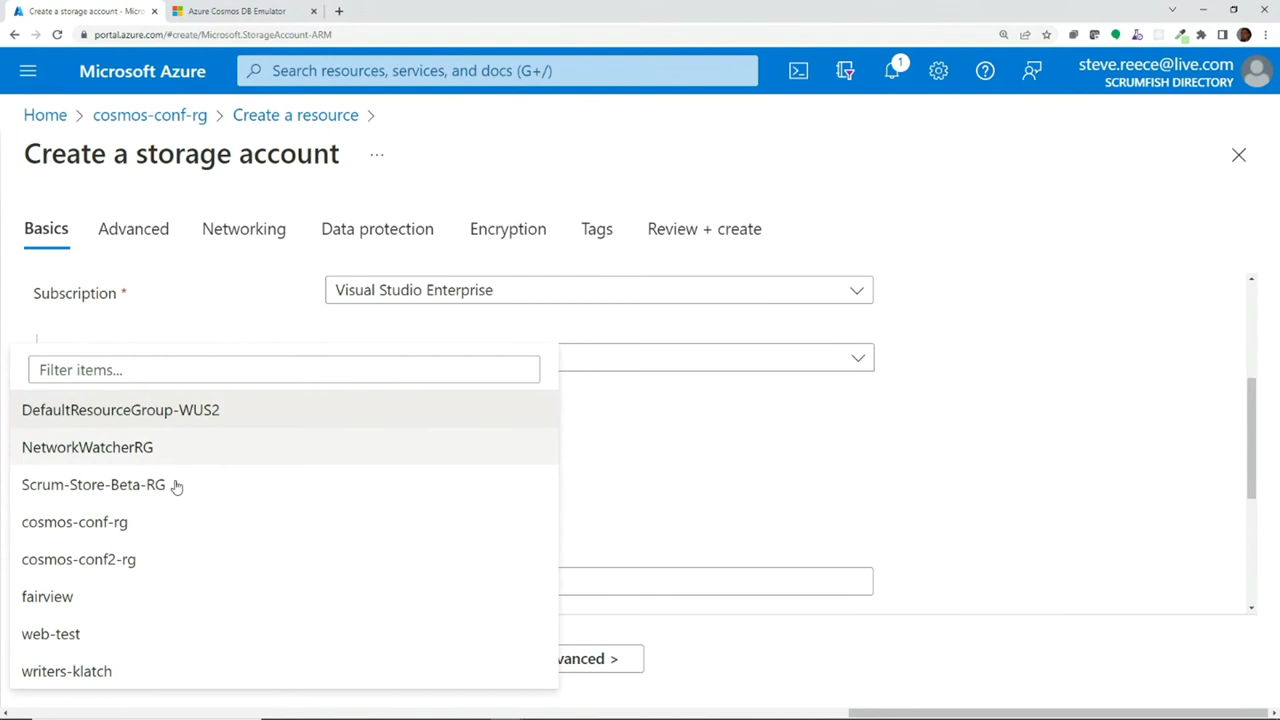 Create a storage account - Micro
Azure Cosmos DB Emulator
portal.azure.com/#create/Microsoft.StorageAccount-ARM
Microsoft Azure
Search resources, services, and docs (G+/)
1
steve.reece@live.com
SCRUMFISH DIRECTORY
Home > cosmos-conf-rg > Create a resource >
Create a storage account ...
Basics Advanced Networking Data protection Encryption Tags Review + create
Subscription *
Visual Studio Enterprise
Filter items...
DefaultResourceGroup-WUS2
NetworkWatcherRG
Scrum-Store-Beta-RG
cosmos-conf-rg
cosmos-conf2-rg
fairview
web-test
vanced >
writers-klatch